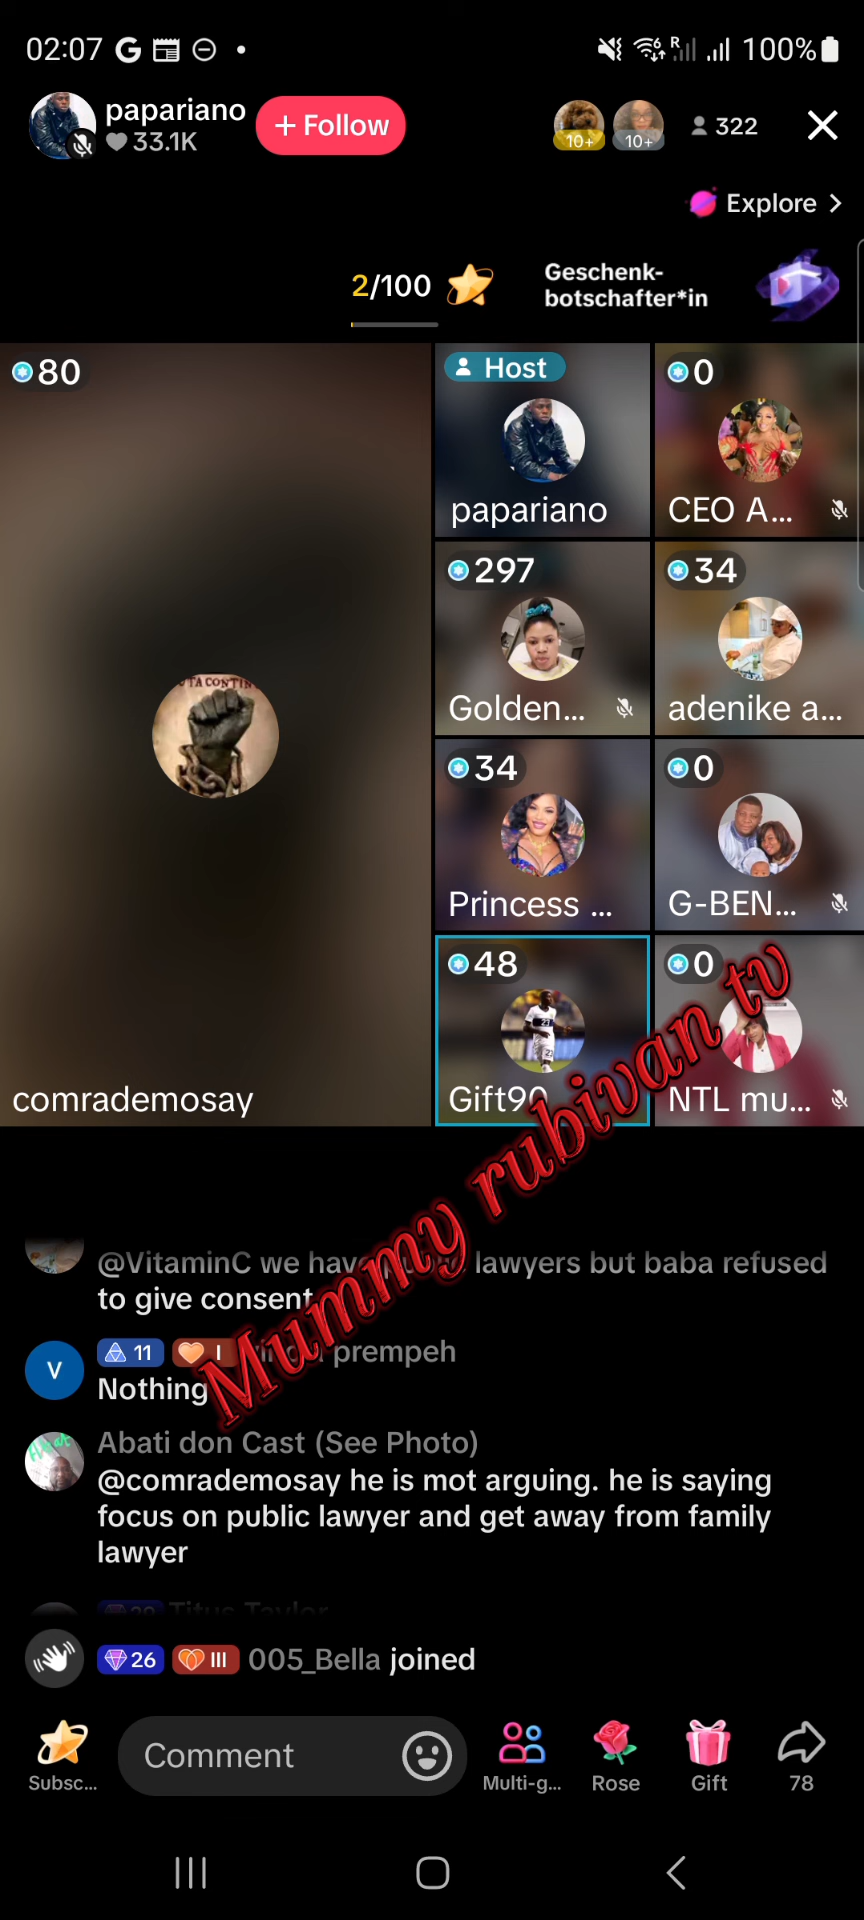 02:07
R
100%
papariano
33.1K
+ Follow
10+
10+
322
Explore
2/100
Geschenk-
botschafter*in
80
Host
papariano
0
CEO A...
297
Golden...
34
adenike a...
34
Princess ...
0
G-BEN...
48
Gift90
0
NTL mu...
comrademosay
Mummy rubivan tv
@VitaminC we have lawyers but baba refused
to give consent
11
I
prempeh
Nothing
Abati don Cast (See Photo)
@comrademosay he is mot arguing. he is saying
focus on public lawyer and get away from family
lawyer
Titus Taylor
26
III
005_Bella joined
Subsc...
Comment
Multi-g...
Rose
Gift
78